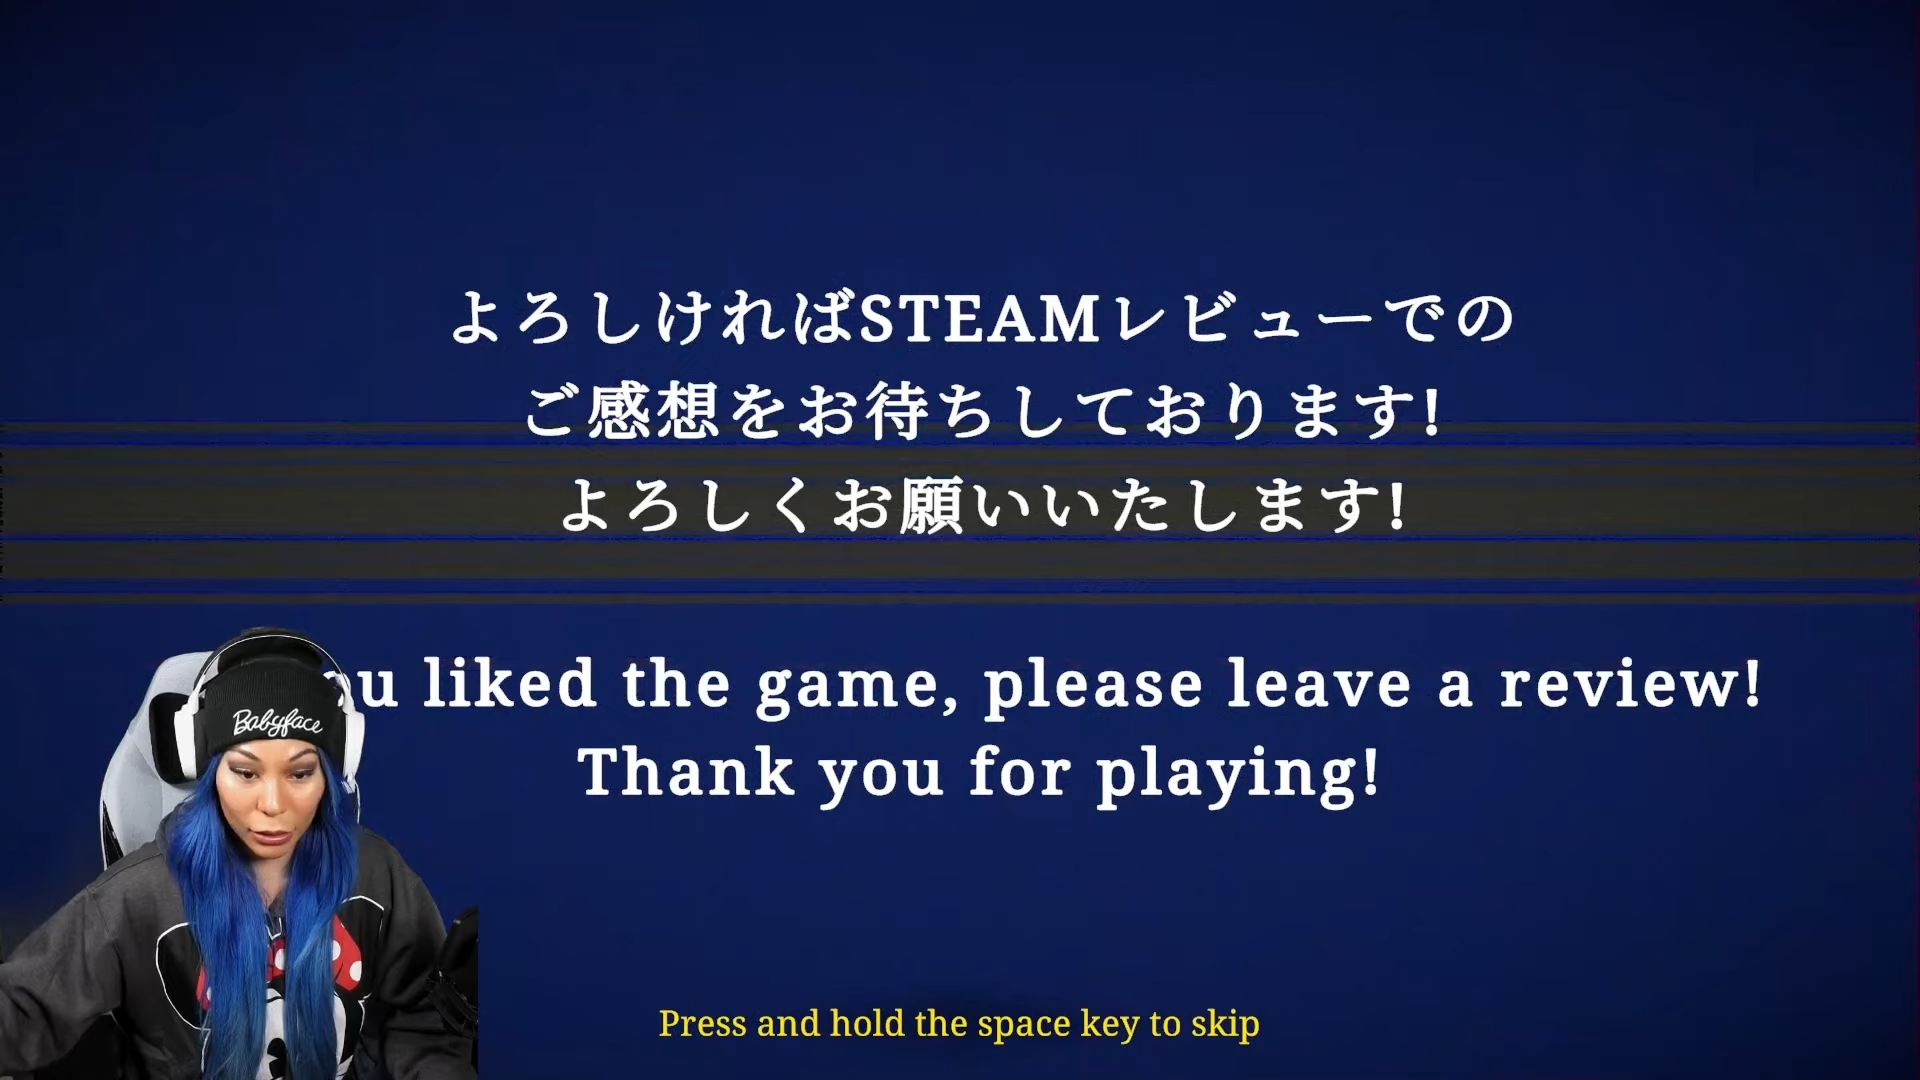 よろしければSTEAMレビューでの
ご感想をお待ちしております!
よろしくお願いいたします!
liked the game, please leave a review!
Thank you for playing!
Babyface
Press and hold the space key to skip